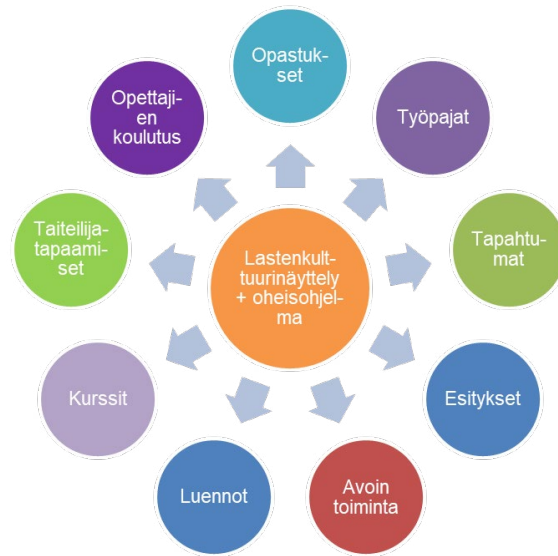 Opastuk-
set
Työpajat
Tapahtu-
mat
Esitykset
Avoin
toiminta
Luennot
Kurssit
Taiteilija-
tapaami-
set
Opettaji-
en
koulutus
Lastenkult-
tuurinäyttely
+ oheisohjel-
ma